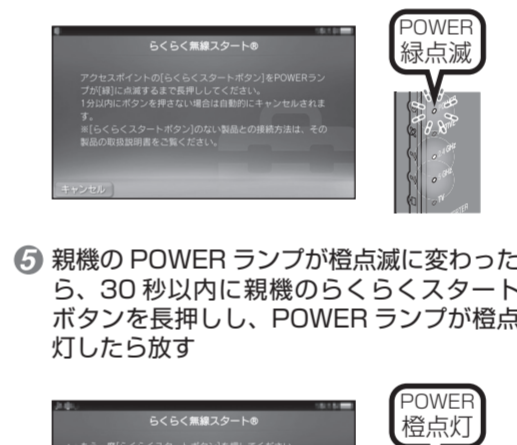 らくらく無線スタート®
アクセスポイントの[らくらくスタートボタン]をPOWERラン
プが[緑]に点滅するまで長押ししてください。
1分以内にボタンを押さない場合は自動的にキャンセルされま
す。
※[らくらくスタートボタン]のない製品との接続方法は、その
製品の取扱説明書をご覧ください。
キャンセル
POWER
緑点滅
2.4 GHz
TV
❺ 親機の POWER ランプが橙点滅に変わった
ら、30 秒以内に親機のらくらくスタート
ボタンを長押しし、POWER ランプが橙点
灯したら放す
らくらく無線スタート®
POWER
橙点灯